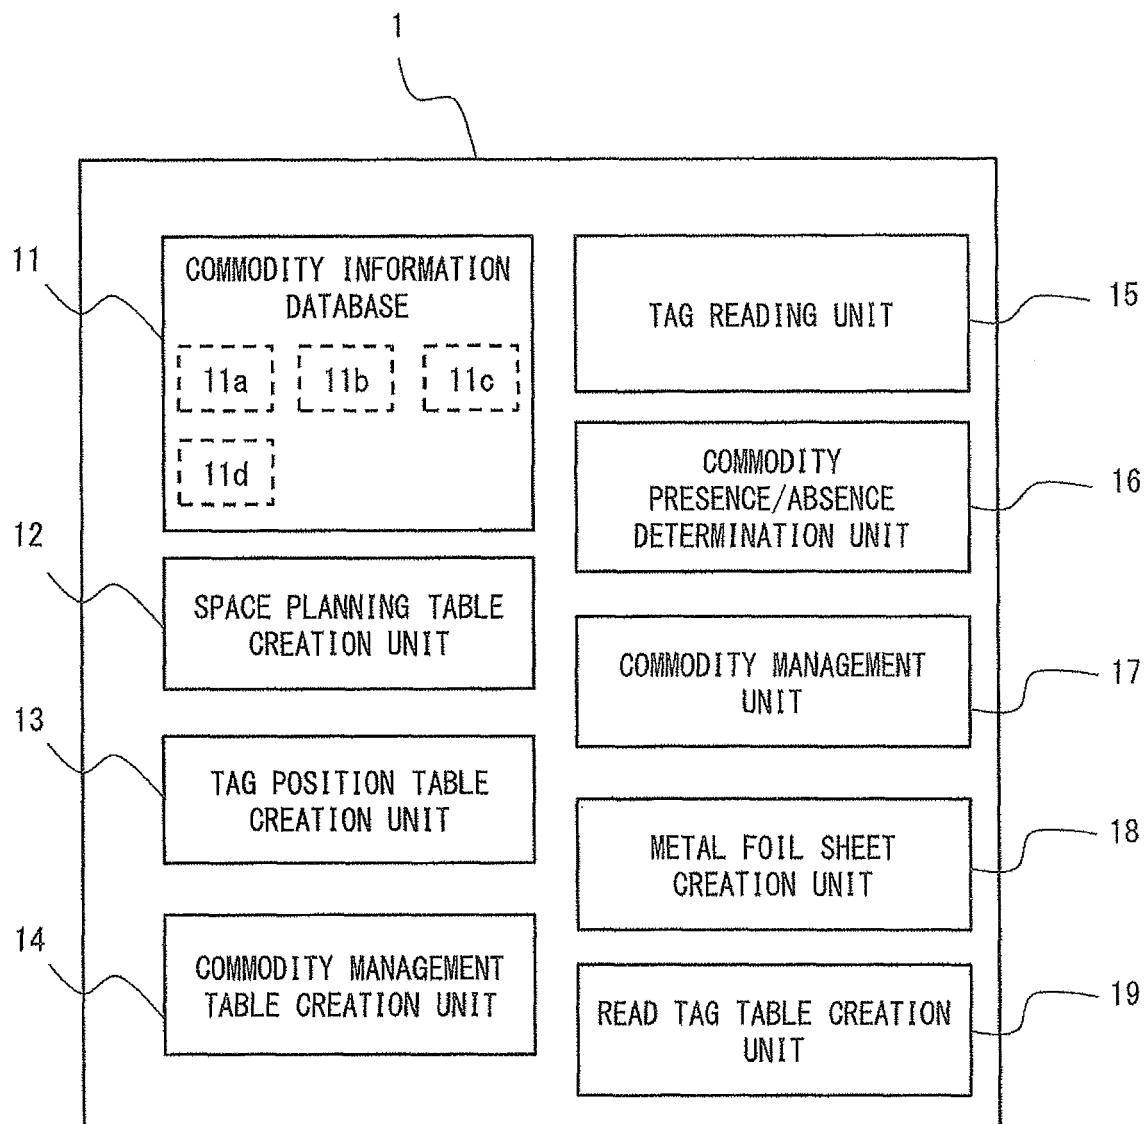 1
11
COMMODITY INFORMATION
DATABASE
11a 11b 11c
11d
12
SPACE PLANNING TABLE
CREATION UNIT
13
TAG POSITION TABLE
CREATION UNIT
14
COMMODITY MANAGEMENT
TABLE CREATION UNIT
TAG READING UNIT
15
COMMODITY
PRESENCE/ABSENCE
DETERMINATION UNIT
16
COMMODITY MANAGEMENT
UNIT
17
METAL FOIL SHEET
CREATION UNIT
18
READ TAG TABLE CREATION
UNIT
19